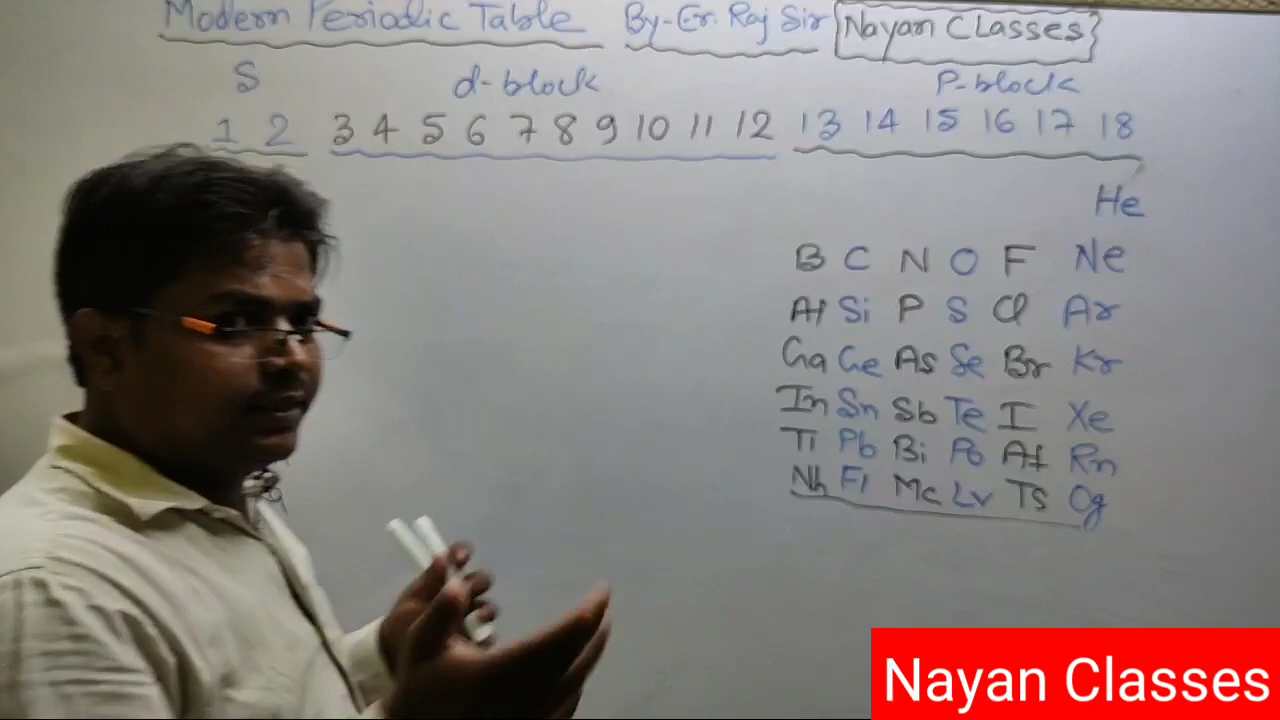 Modern Periodic Table By-Er. Raj Sir Nayan Classes
S d-block P-block
1 2 3 4 5 6 7 8 9 10 11 12 13 14 15 16 17 18
He
B C N O F Ne
Al Si P S Cl Ar
Ga Ge As Se Br Kr
In Sn Sb Te I Xe
Tl Pb Bi Po At Rn
Nh Fl Mc Lv Ts Og
Nayan Classes